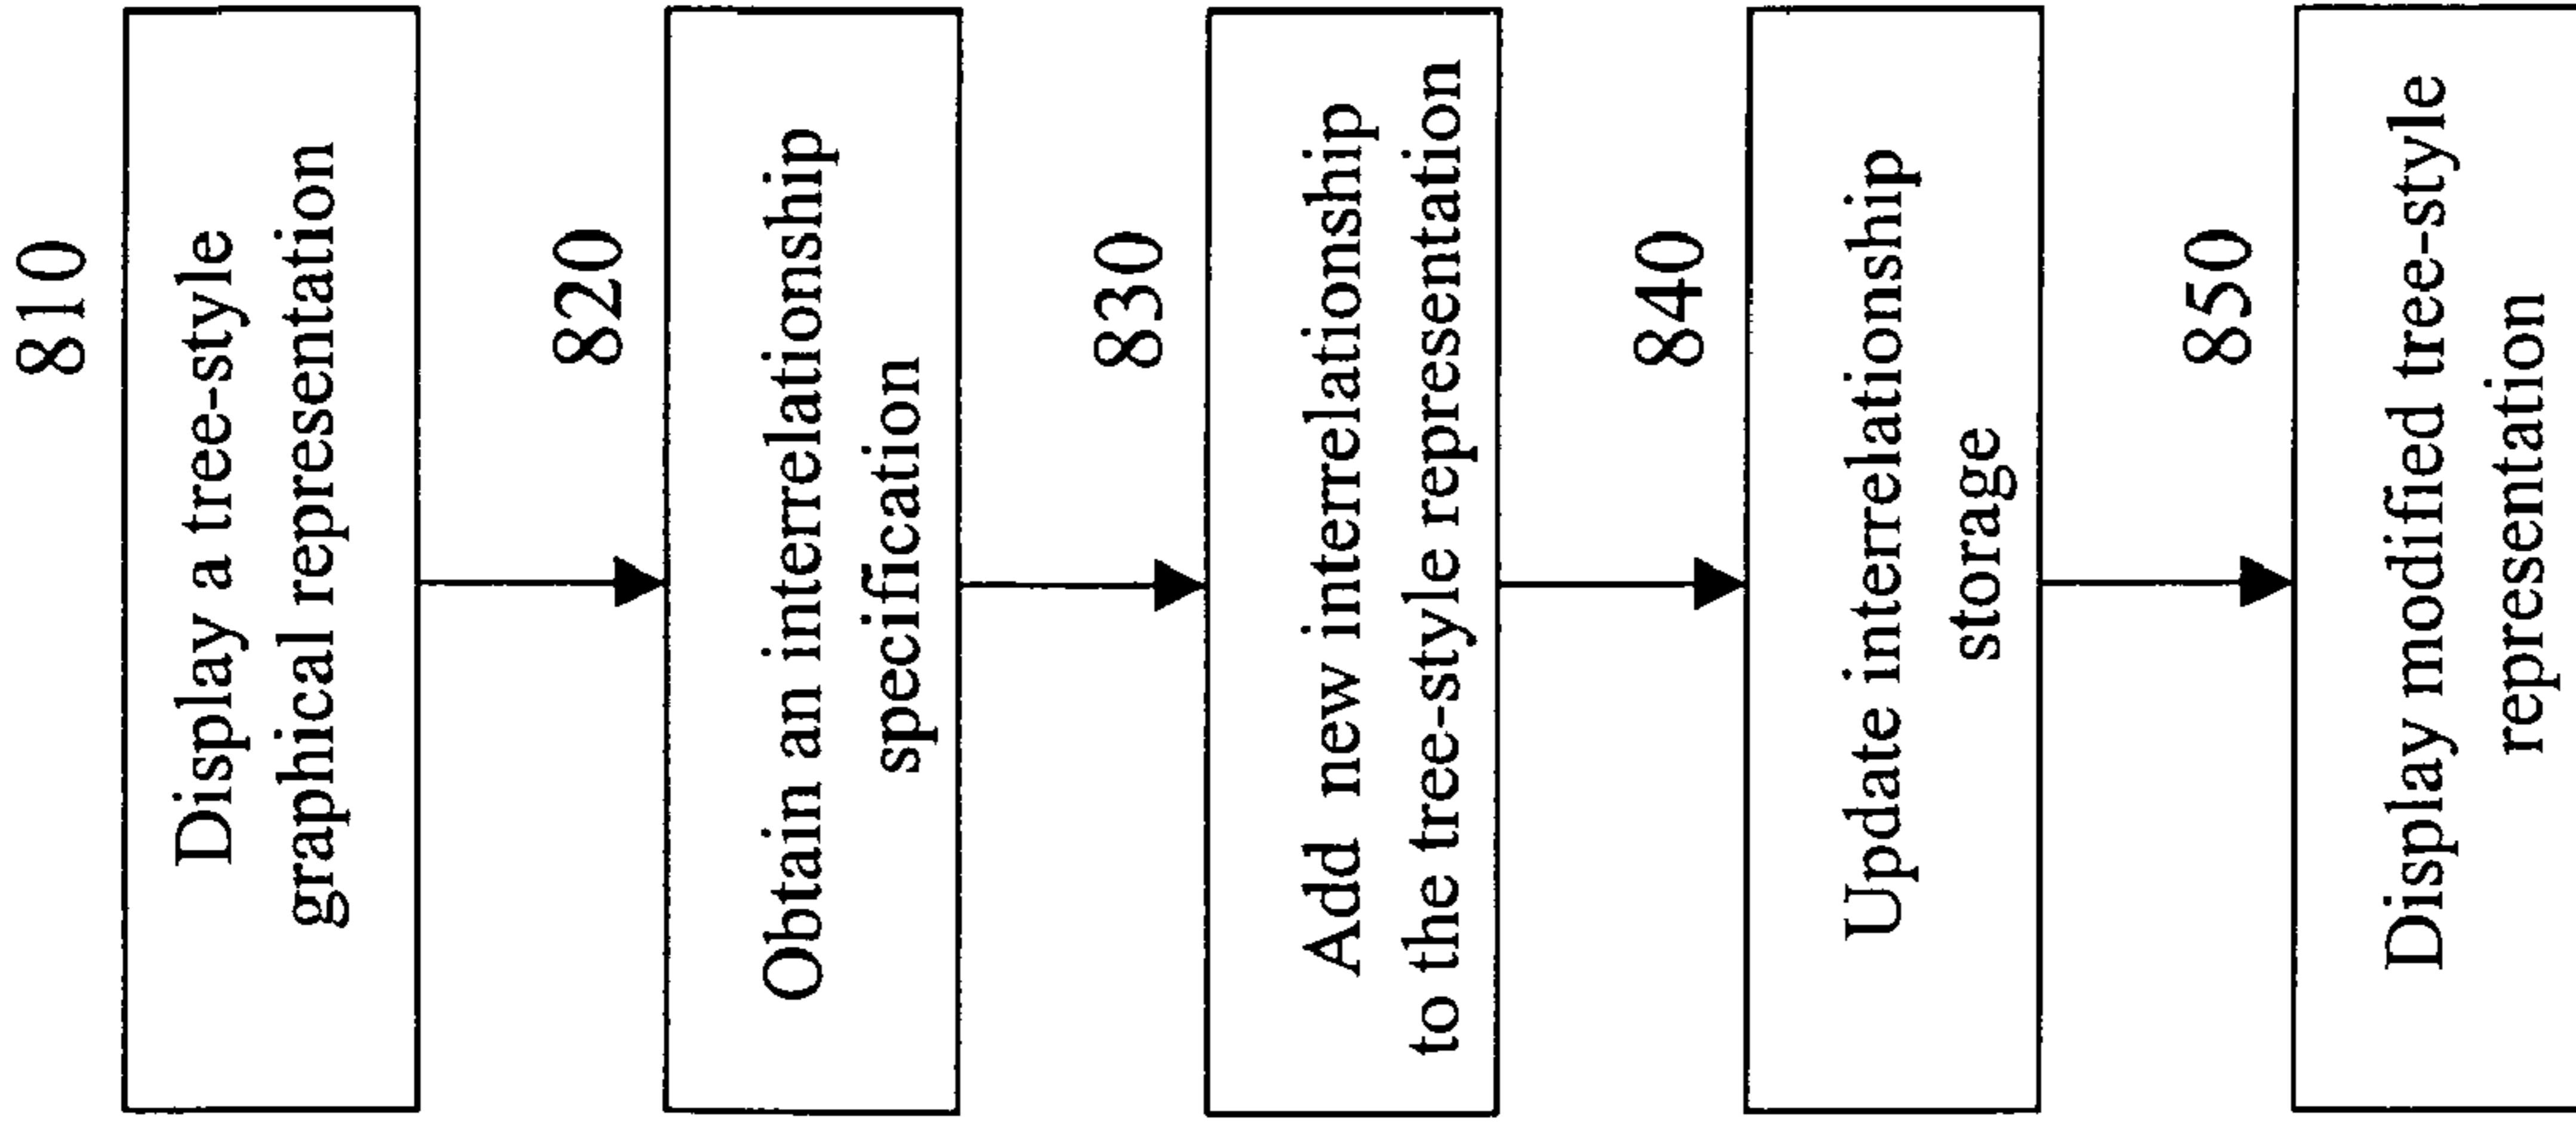 810
Display a tree-style
graphical representation
820
Obtain an interrelationship
specification
830
Add new interrelationship
to the tree-style representation
840
Update interrelationship
storage
850
Display modified tree-style
representation